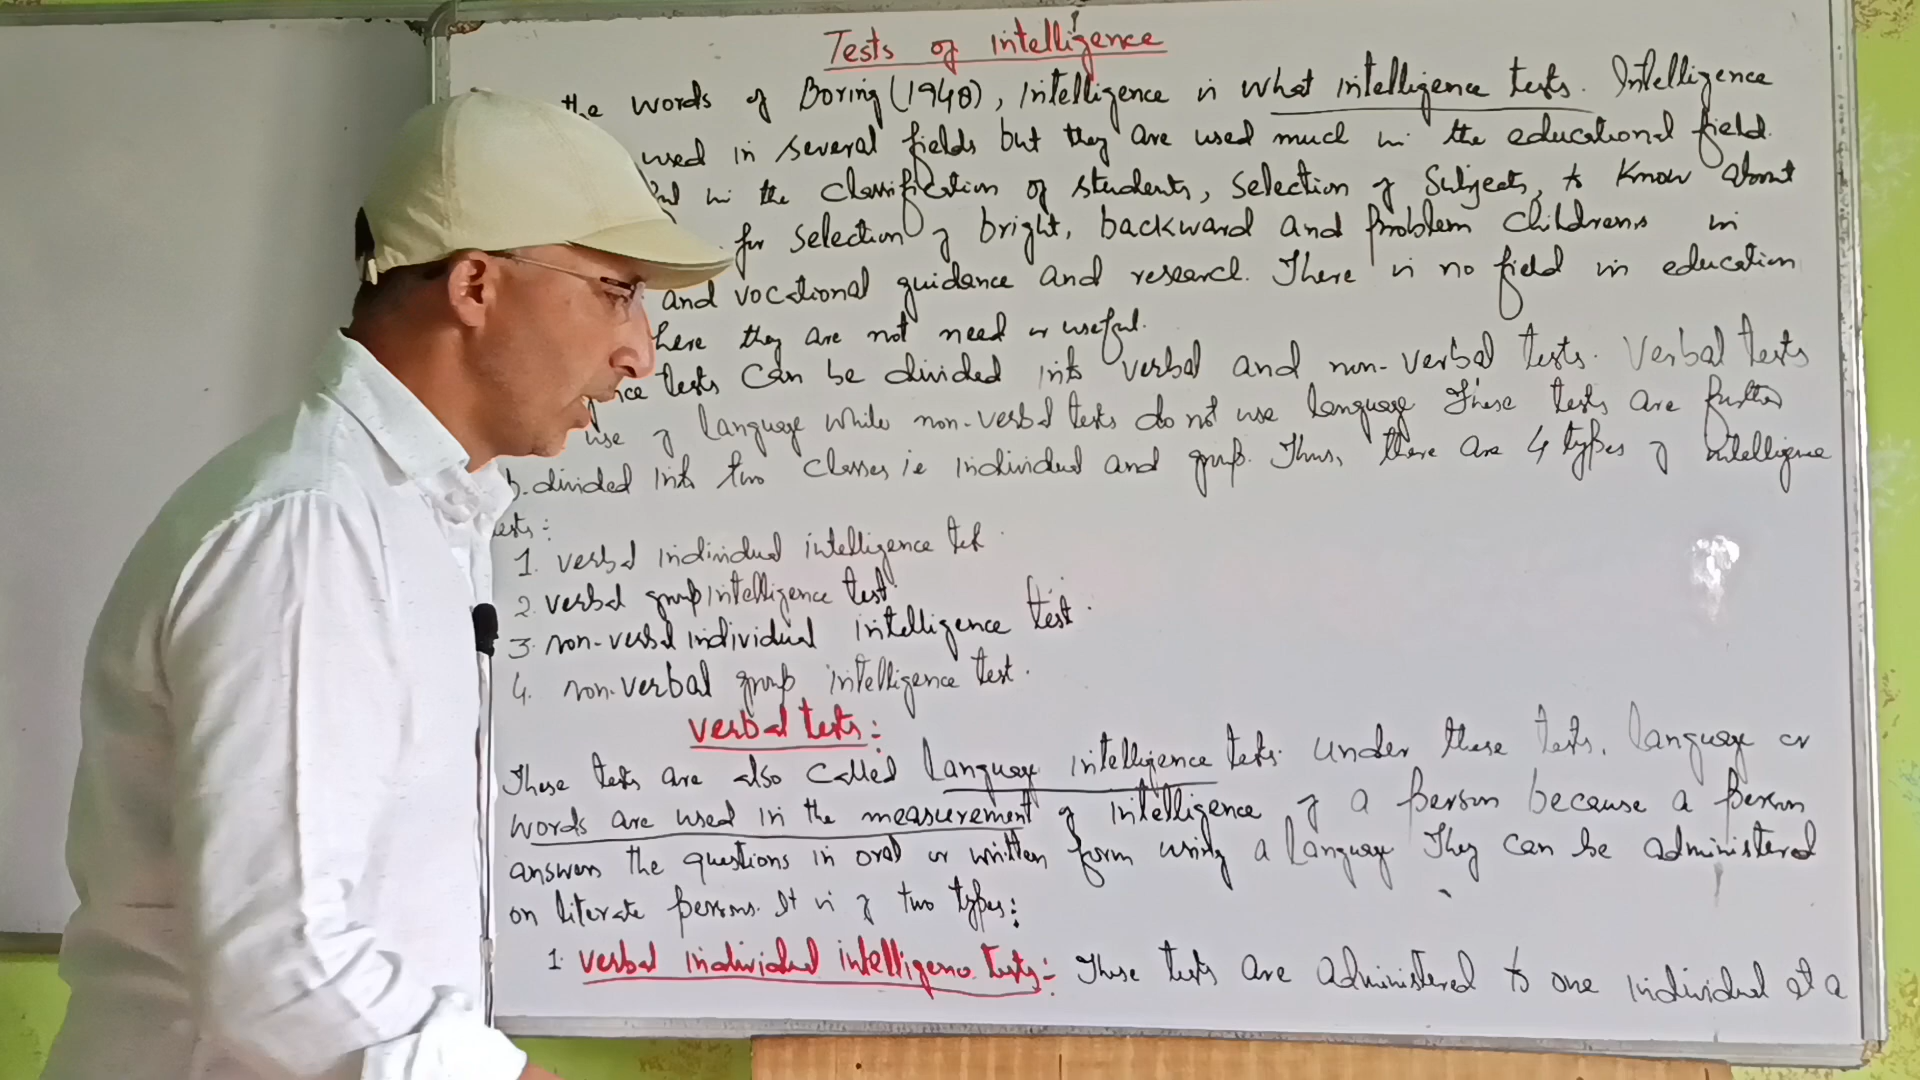 Tests of intelligence
the words of Boring (1948), intelligence is what intelligence tests. Intelligence
used in several fields but they are used much in the educational field.
in the classification of students, selection of subjects, to know about
for selection of bright, backward and problem childrens in
and vocational guidance and research. There is no field in education
here they are not need or useful.
nce tests can be divided into verbal and non-verbal tests. Verbal tests
use of language while non-verbal tests do not use language These tests are further
b.divided into two classes ie individual and group. Thus, there are 4 types of intelligence
ests:
1. verbal individual intelligence test.
2. verbal group intelligence test
3. non-verbal individual intelligence test.
4. non-verbal group intelligence test.
verbal tests:
These tests are also called language intelligence tests. Under these tests, language or
words are used in the measurement of intelligence of a person because a person
answers the questions in oral or written form using a language They can be administered
on literate persons. It is of two types:
1. verbal individual intelligence tests:- These tests are administered to one individual at a